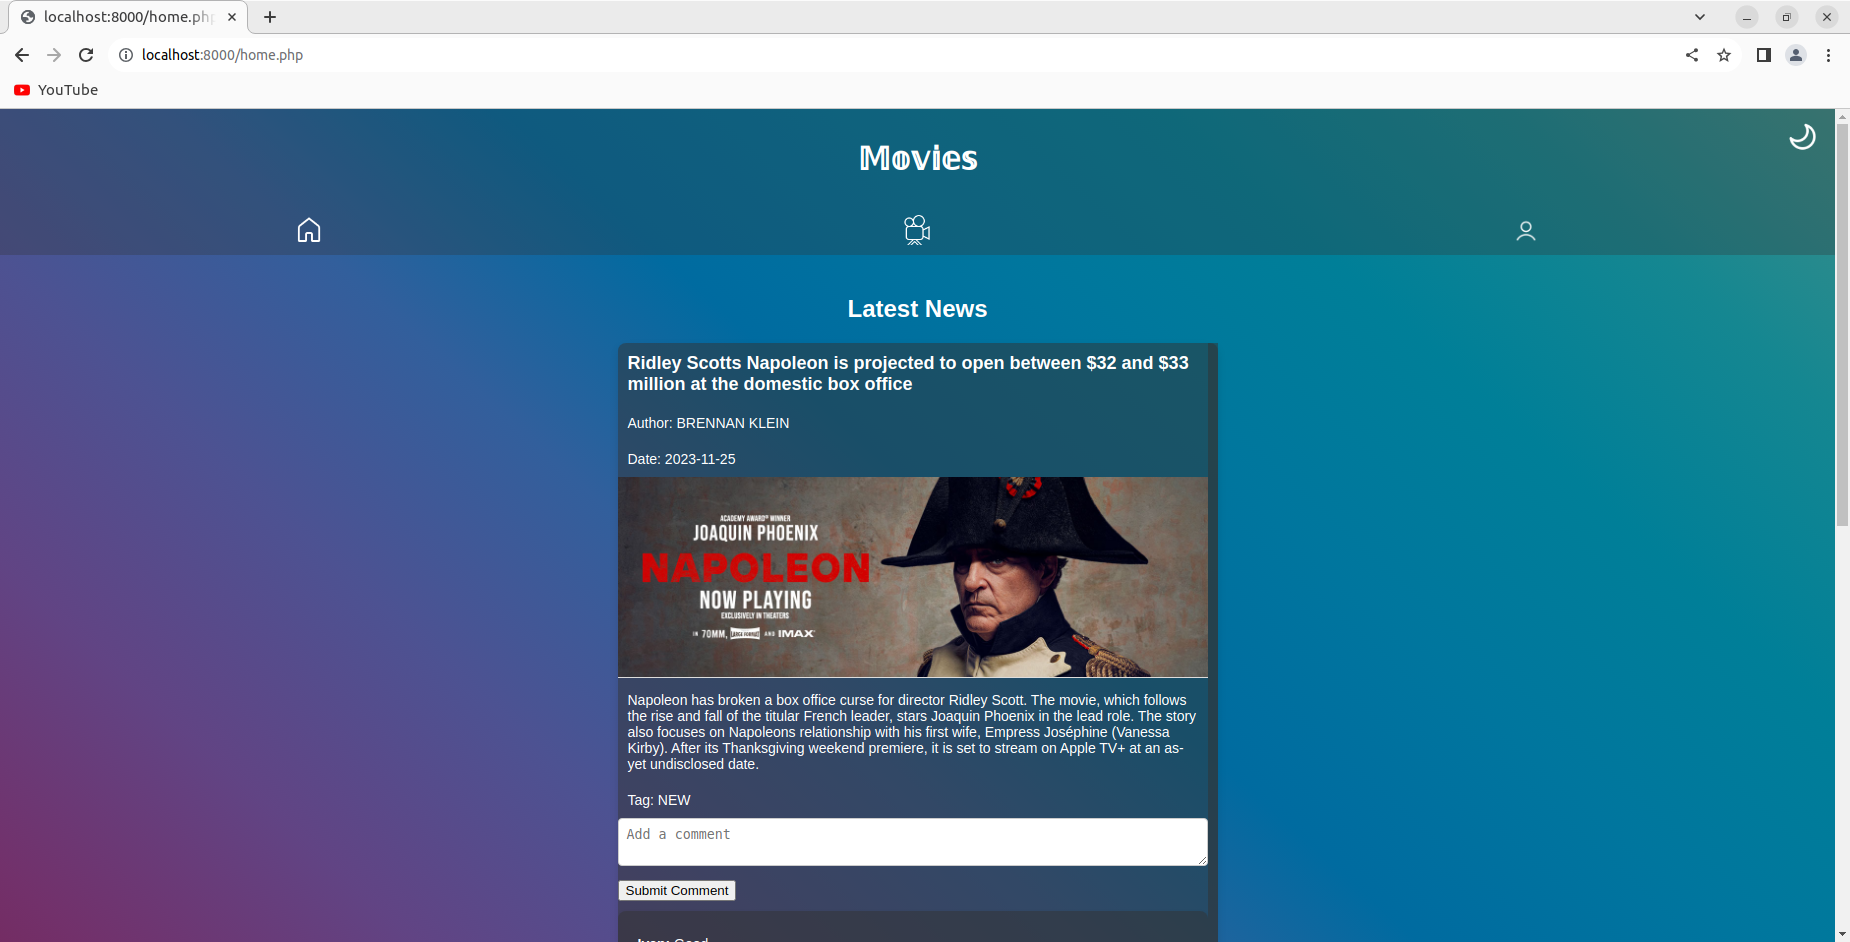 localhost:8000/home.php
localhost:8000/home.php
YouTube
Movies
Latest News
Ridley Scotts Napoleon is projected to open between $32 and $33
million at the domestic box office
Author: BRENNAN KLEIN
Date: 2023-11-25
ACADEMY AWARD® WINNER
JOAQUIN PHOENIX
NAPOLEON
NOW PLAYING
EXCLUSIVELY IN THEATERS
IN 70MM, LARGE FORMAT AND IMAX
Napoleon has broken a box office curse for director Ridley Scott. The movie, which follows
the rise and fall of the titular French leader, stars Joaquin Phoenix in the lead role. The story
also focuses on Napoleons relationship with his first wife, Empress Joséphine (Vanessa
Kirby). After its Thanksgiving weekend premiere, it is set to stream on Apple TV+ at an as-
yet undisclosed date.
Tag: NEW
Add a comment
Submit Comment